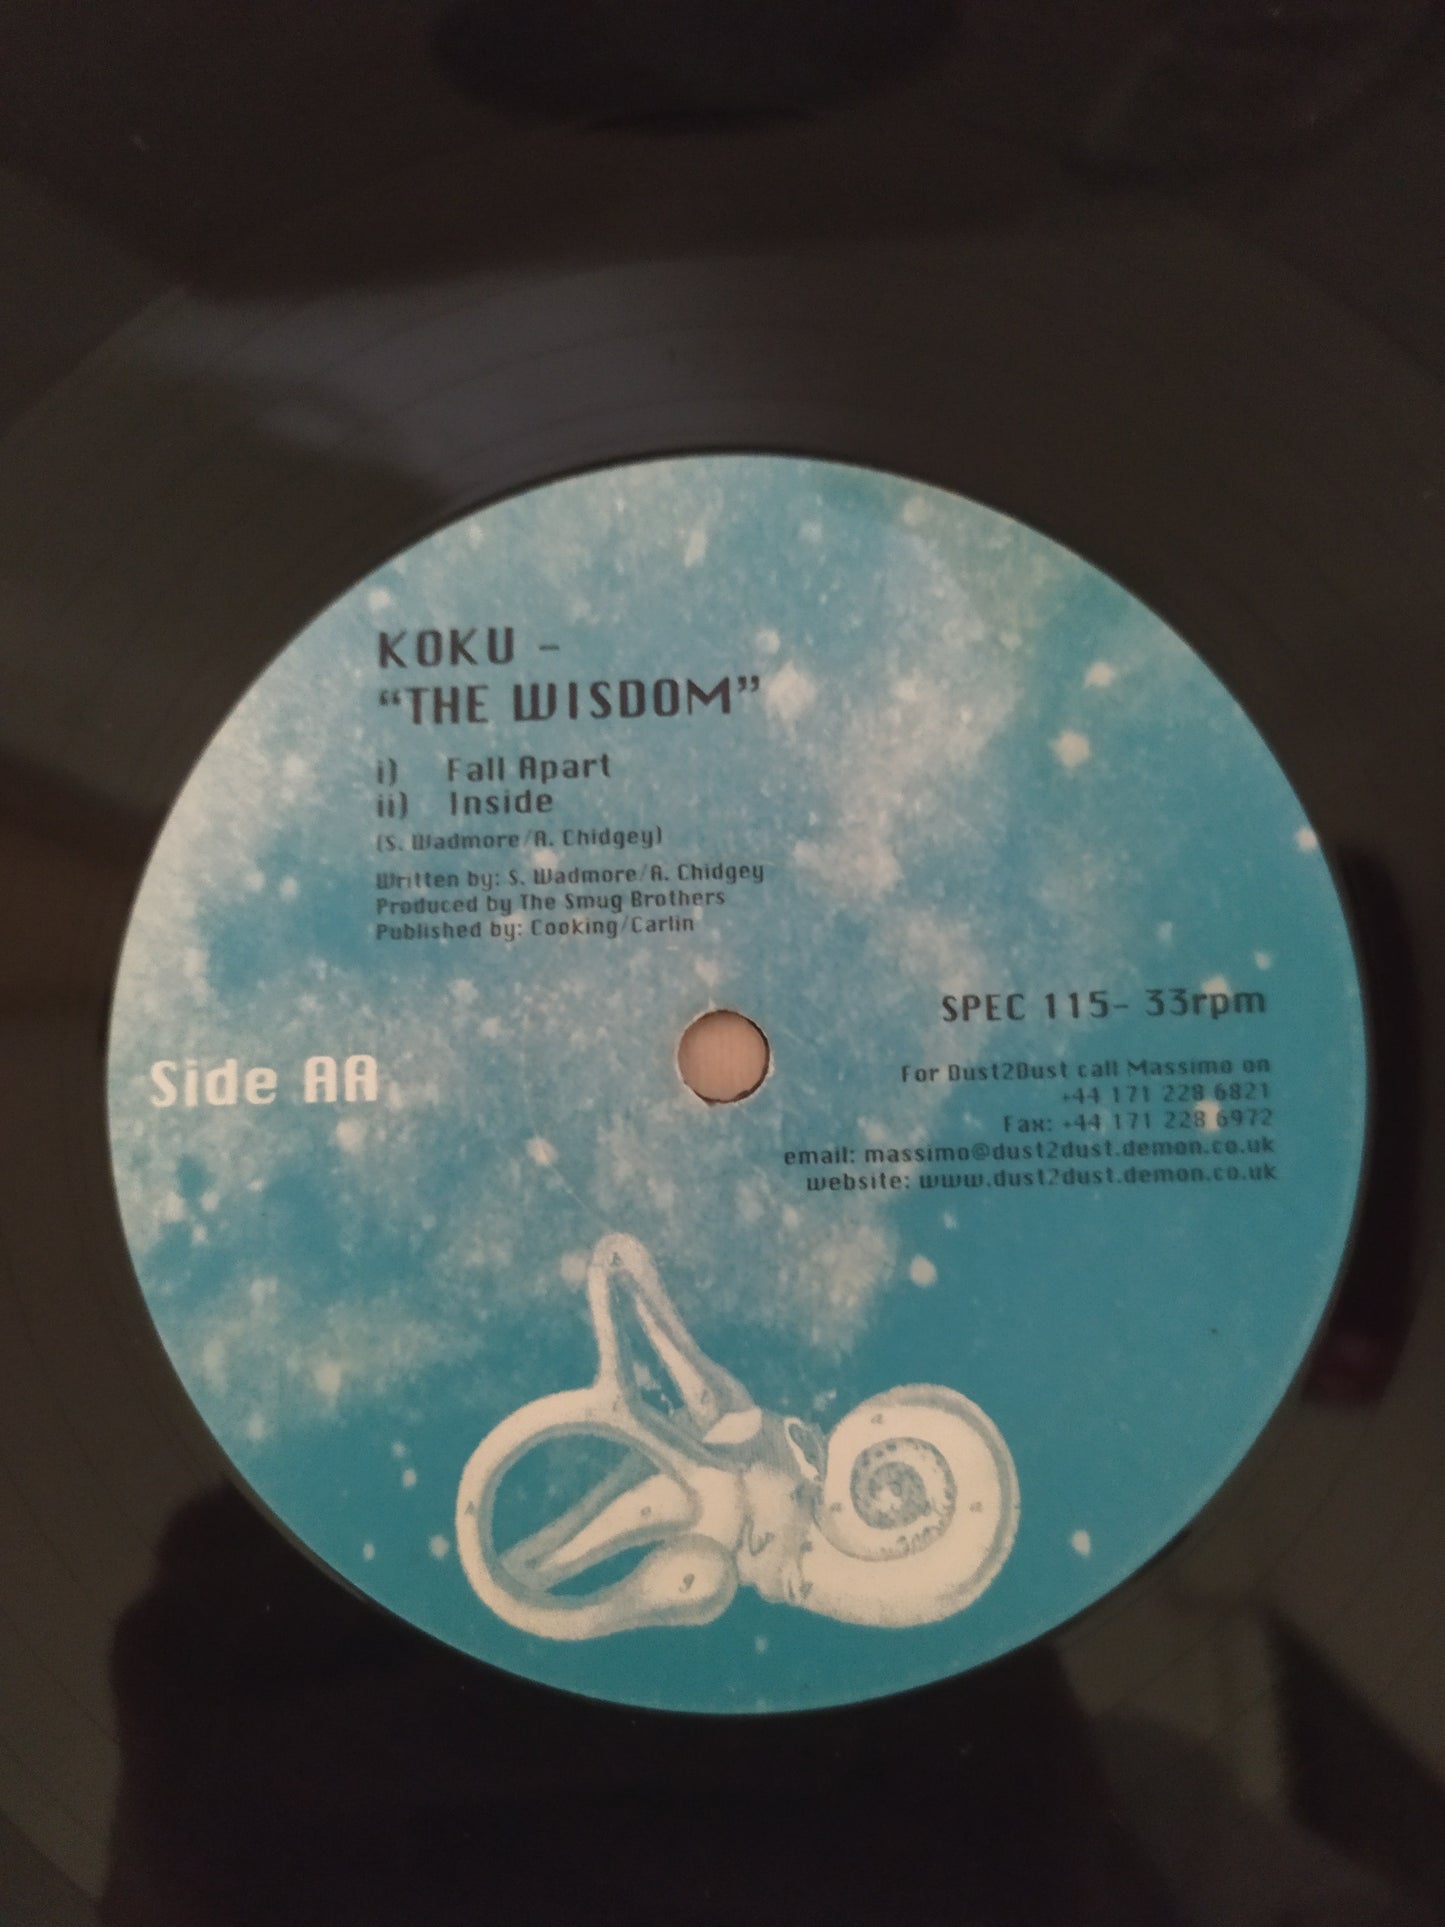 KOKU –
“THE WISDOM”
i) Fall Apart
ii) Inside
(S. Wadmore/A. Chidgey)
Written by: S. Wadmore/A. Chidgey
Produced by The Smug Brothers
Published by: Cooking/Carlin
SPEC 115- 33rpm
Side AA
For Dust2Dust call Massimo on
+44 171 228 6821
Fax: +44 171 228 6972
email: massimo@dust2dust.demon.co.uk
website: www.dust2dust.demon.co.uk